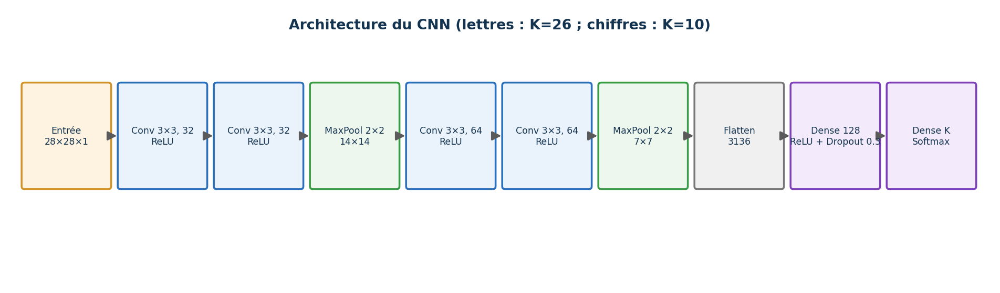 Architecture du CNN (lettres : K=26 ; chiffres : K=10)
Entrée
28×28×1
Conv 3×3, 32
ReLU
Conv 3×3, 32
ReLU
MaxPool 2×2
14×14
Conv 3×3, 64
ReLU
Conv 3×3, 64
ReLU
MaxPool 2×2
7×7
Flatten
3136
Dense 128
ReLU + Dropout 0.3
Dense K
Softmax